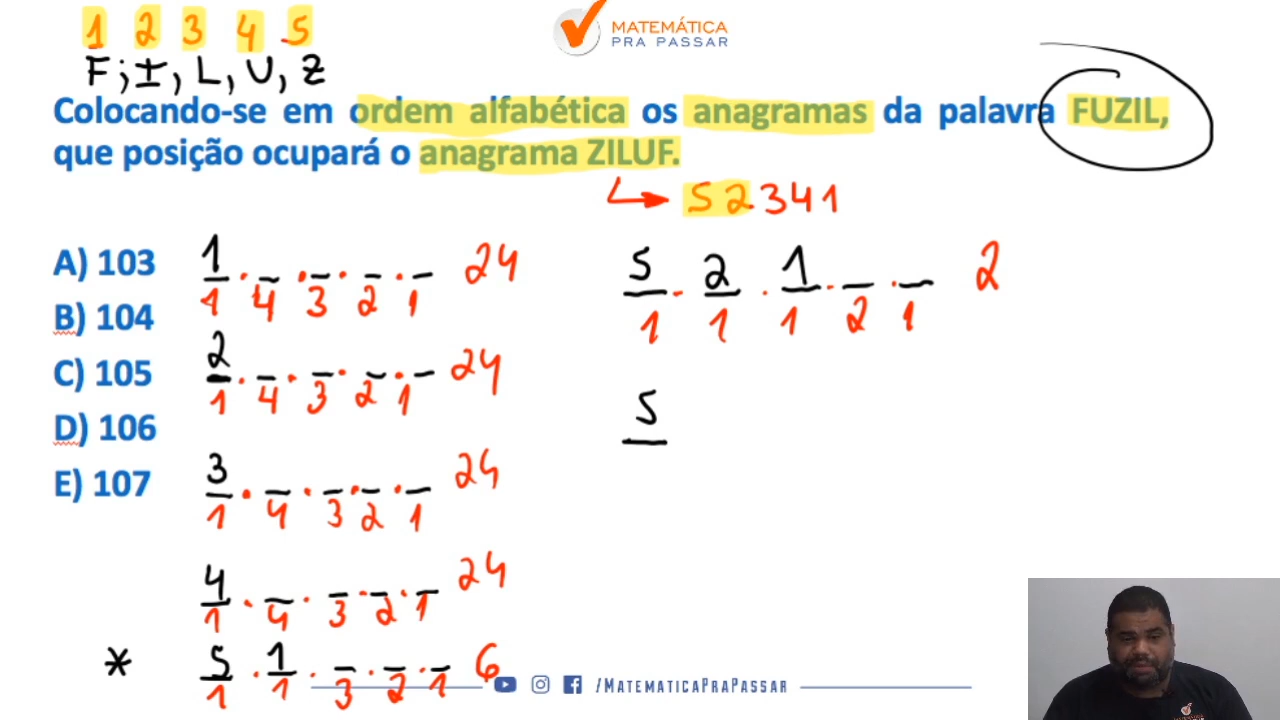 1 2 3 4 5
F, I, L, U, Z
MATEMÁTICA
PRA PASSAR
Colocando-se em ordem alfabética os anagramas da palavra FUZIL,
que posição ocupará o anagrama ZILUF.
52341
A) 103
B) 104
C) 105
D) 106
E) 107
1
1 · 4 · 3 · 2 · 1 24
2
1 · 4 · 3 · 2 · 1 24
3
1 · 4 · 3 · 2 · 1 24
4
1 · 4 · 3 · 2 · 1 24
* 5 1
1 · 1 · 3 · 2 · 1 6
5 2 1
1 · 1 · 1 · 2 · 1 2
5
/MATEMATICAPRAPASSAR